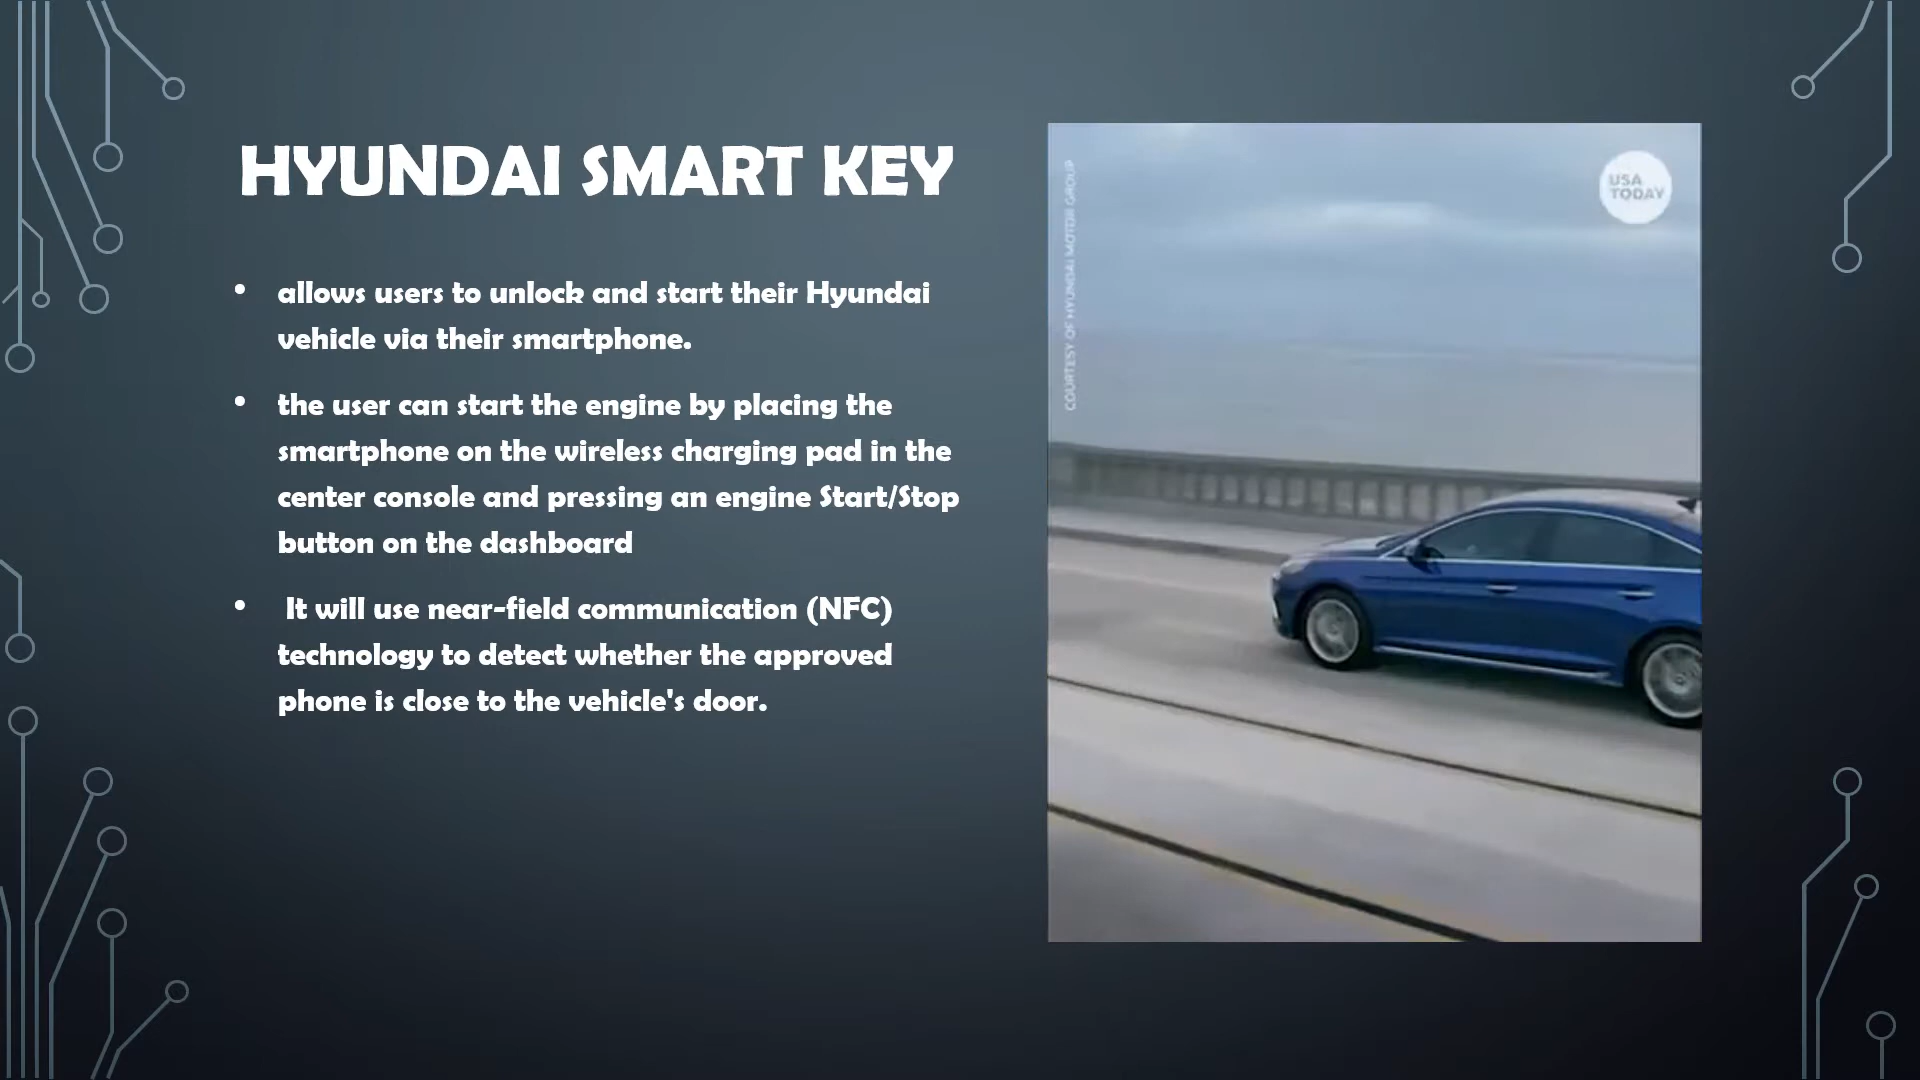 HYUNDAI SMART KEY
• allows users to unlock and start their Hyundai
vehicle via their smartphone.
• the user can start the engine by placing the
smartphone on the wireless charging pad in the
center console and pressing an engine Start/Stop
button on the dashboard
• It will use near-field communication (NFC)
technology to detect whether the approved
phone is close to the vehicle's door.
COURTESY OF HYUNDAI MOTOR GROUP
USA
TODAY